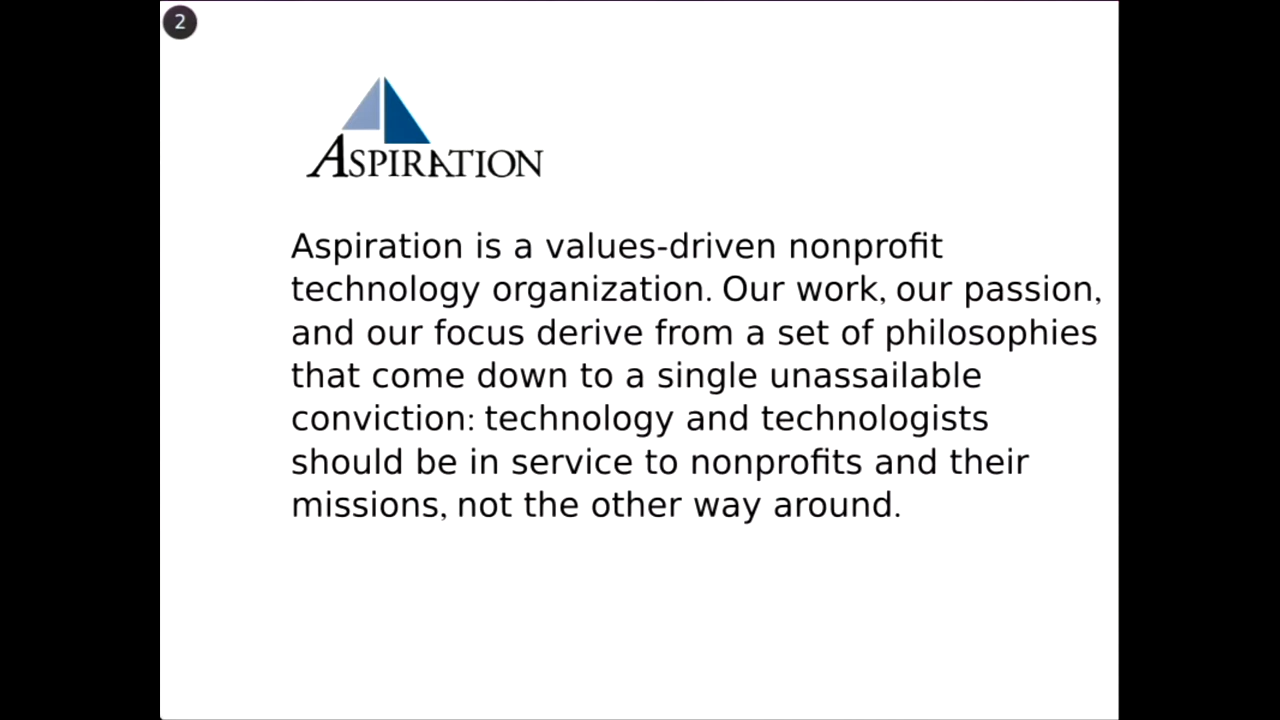 2
ASPIRATION
Aspiration is a values-driven nonprofit
technology organization. Our work, our passion,
and our focus derive from a set of philosophies
that come down to a single unassailable
conviction: technology and technologists
should be in service to nonprofits and their
missions, not the other way around.